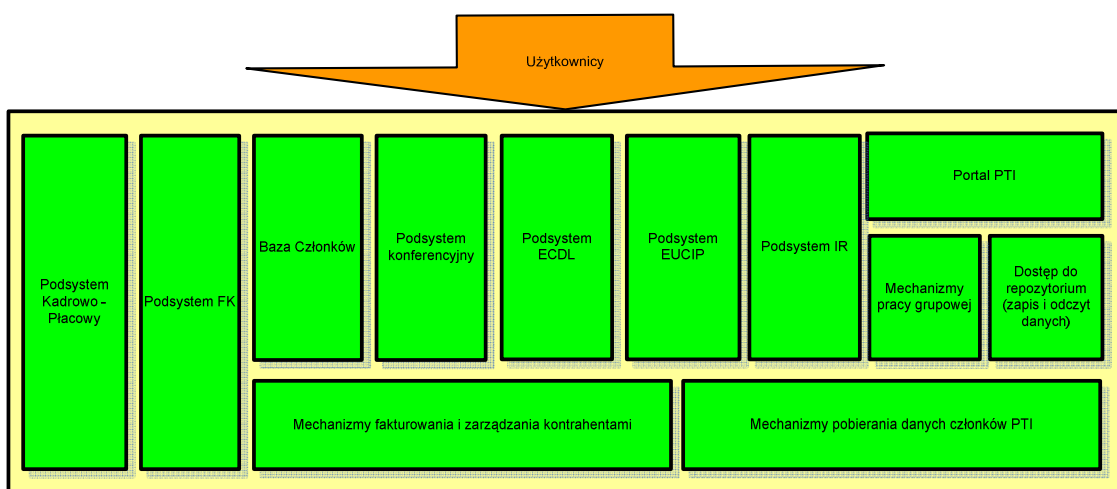 Użytkownicy
Portal PTI
Podsystem
Kadrowo -
Płacowy
Podsystem FK
Baza Członków
Podsystem
konferencyjny
Podsystem
ECDL
Podsystem
EUCIP
Podsystem IR
Mechanizmy
pracy grupowej
Dostęp do
repozytorium
(zapis i odczyt
danych)
Mechanizmy fakturowania i zarządzania kontrahentami
Mechanizmy pobierania danych członków PTI